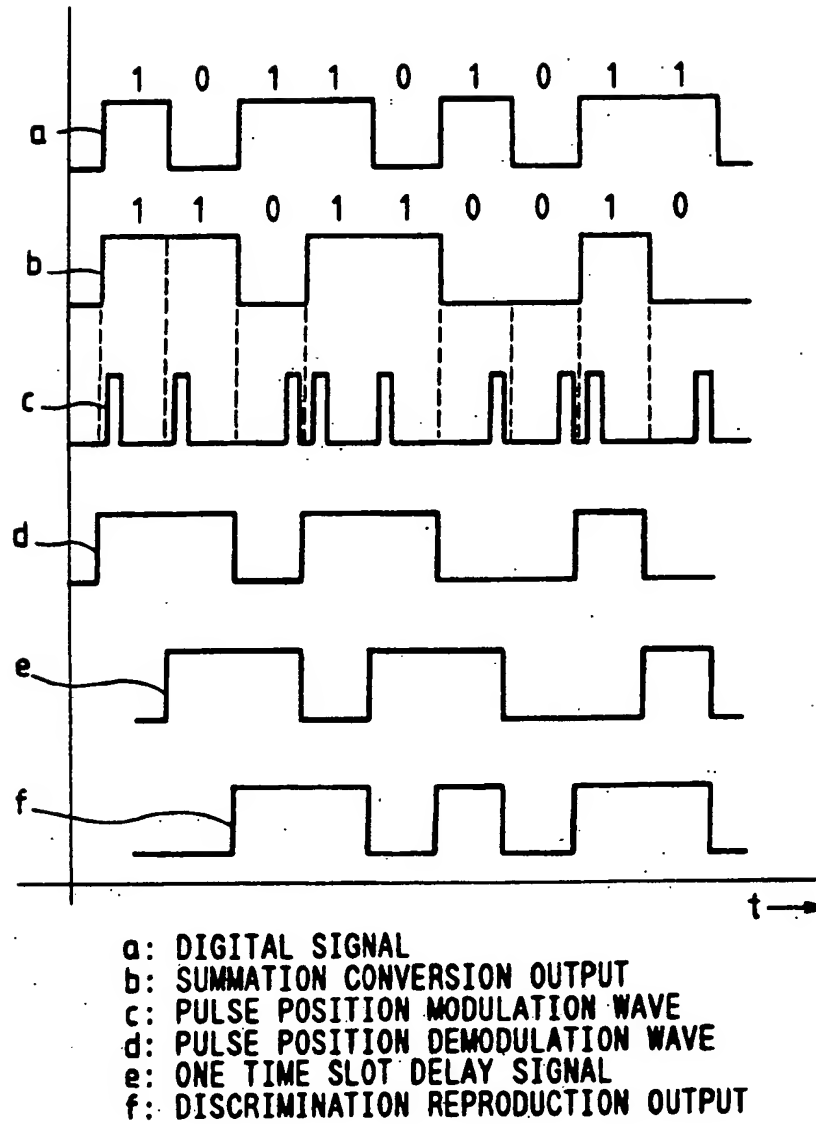 1 0 1 1 0 1 0 1 1
a
1 1 0 1 1 0 0 1 0
b
c
d
e
f
t
a: DIGITAL SIGNAL
b: SUMMATION CONVERSION OUTPUT
c: PULSE POSITION MODULATION WAVE
d: PULSE POSITION DEMODULATION WAVE
e: ONE TIME SLOT DELAY SIGNAL
f: DISCRIMINATION REPRODUCTION OUTPUT